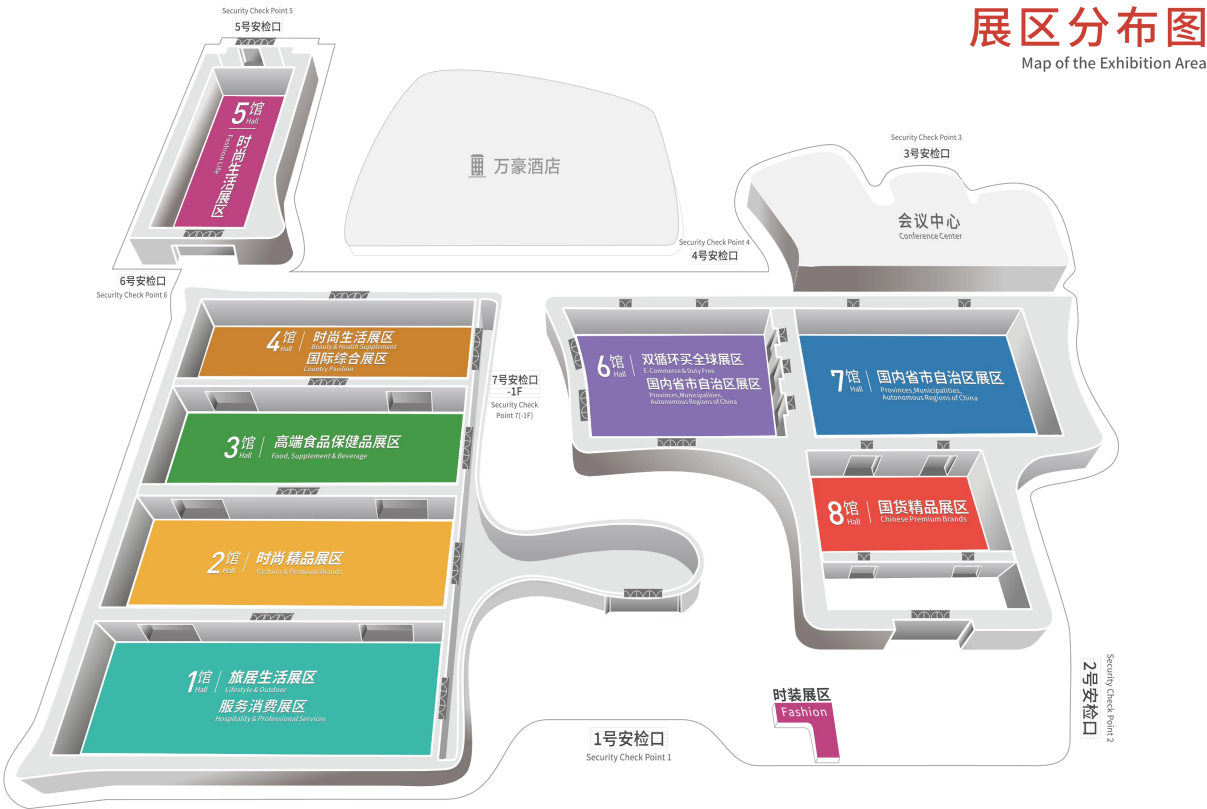 展区分布图
Map of the Exhibition Area
Security Check Point 5
5号安检口
5馆
Hall
时尚生活展区
Fashion Life
万豪酒店
Security Check Point 3
3号安检口
会议中心
Conference Center
Security Check Point 4
4号安检口
6号安检口
Security Check Point 6
4馆
Hall
时尚生活展区
Beauty & Health Supplement
国际综合展区
Country Pavilion
7号安检口
-1F
Security Check
Point 7(-1F)
6馆
Hall
双循环买全球展区
E-Commerce & Duty Free
国内省市自治区展区
Provinces,Municipalities,
Autonomous Regions of China
7馆
Hall
国内省市自治区展区
Provinces,Municipalities,
Autonomous Regions of China
3馆
Hall
高端食品保健品展区
Food, Supplement & Beverage
8馆
Hall
国货精品展区
Chinese Premium Brands
2馆
Hall
时尚精品展区
Fashion & Premium Brands
1馆
Hall
旅居生活展区
Lifestyle & Outdoor
服务消费展区
Hospitality & Professional Services
时装展区
Fashion
1号安检口
Security Check Point 1
2号安检口
Security Check Point 2